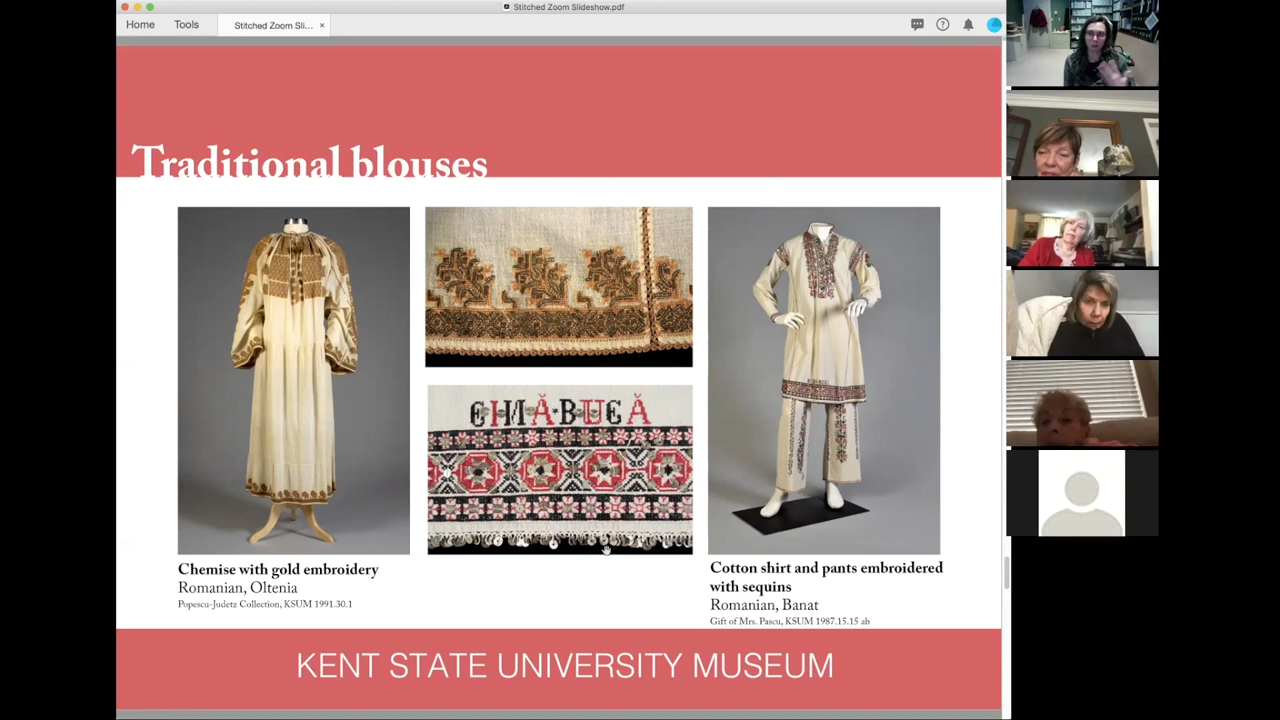 Stitched Zoom Slideshow.pdf
Home
Tools
Stitched Zoom Sli...
×
Traditional blouses
ЄНΛĂ·BUЄĂ
Chemise with gold embroidery
Romanian, Oltenia
Popescu-Judetz Collection, KSUM 1991.30.1
Cotton shirt and pants embroidered
with sequins
Romanian, Banat
Gift of Mrs. Pascu, KSUM 1987.15.15 ab
KENT STATE UNIVERSITY MUSEUM